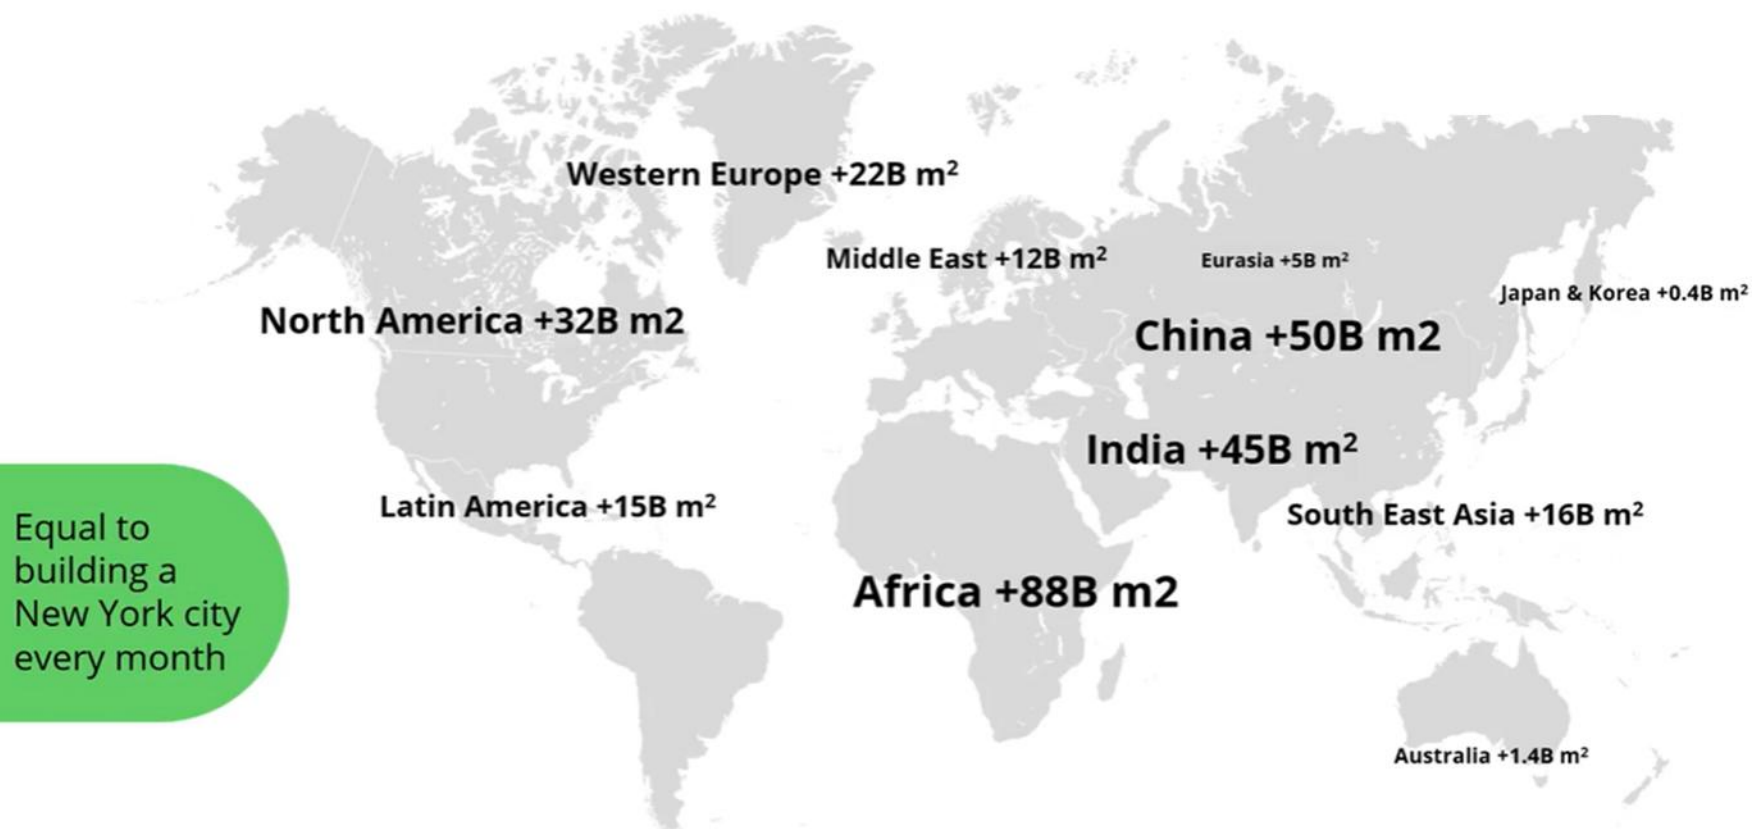 Western Europe +22B m²
Middle East +12B m²
Eurasia +5B m²
Japan & Korea +0.4B m²
North America +32B m2
China +50B m2
India +45B m²
Latin America +15B m²
South East Asia +16B m²
Equal to
building a
New York city
every month
Africa +88B m2
Australia +1.4B m²